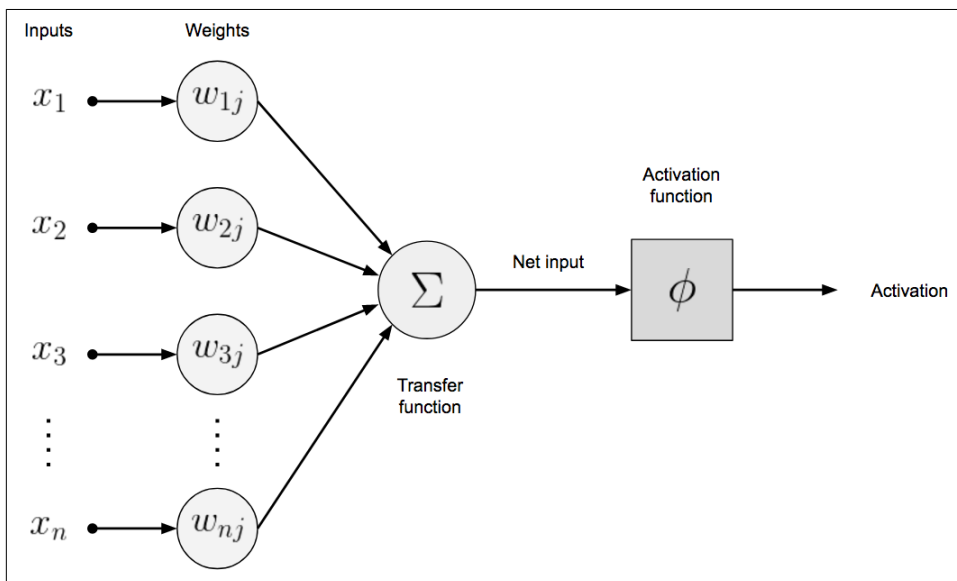 Inputs
Weights
x₁
w₁ⱼ
x₂
w₂ⱼ
x₃
w₃ⱼ
xₙ
wₙⱼ
Σ
Transfer
function
Net input
Activation
function
ϕ
Activation